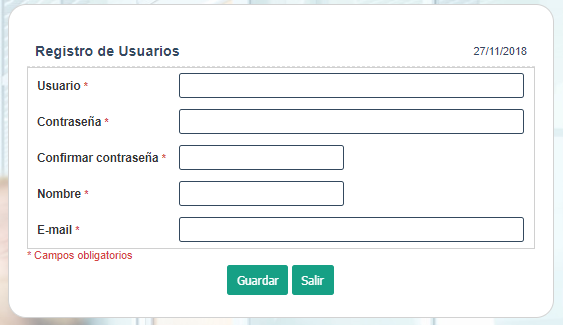 Registro de Usuarios 27/11/2018
Usuario *
Contraseña *
Confirmar contraseña *
Nombre *
E-mail *
* Campos obligatorios
Guardar Salir